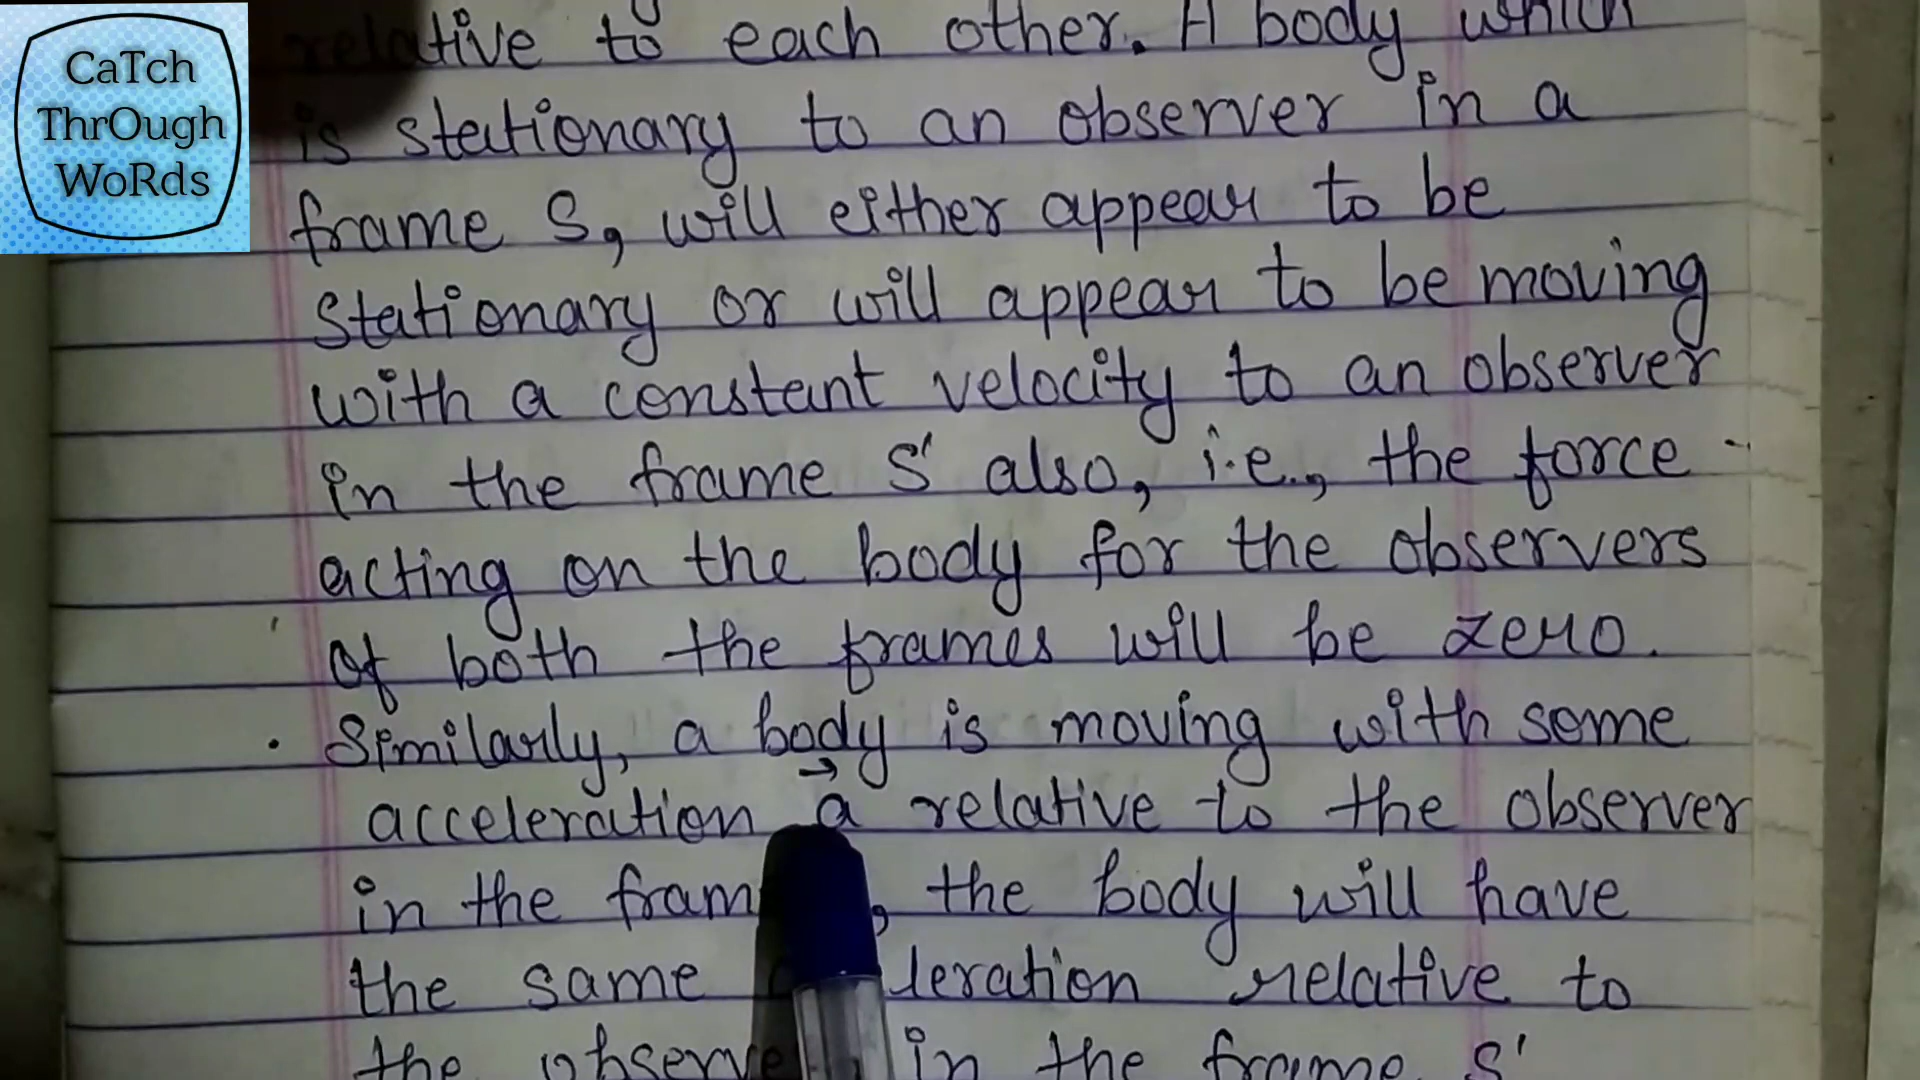 CaTch
ThrOugh
WoRds
relative to each other. A body which
is stationary to an observer in a
frame S, will either appear to be
stationary or will appear to be moving
with a constant velocity to an observer
in the frame S' also, i.e., the force
acting on the body for the observers
of both the frames will be zero.
. Similarly, a body is moving with some
acceleration a⃗ relative to the observer
in the , the body will have
the same relative to
the in the frame S'